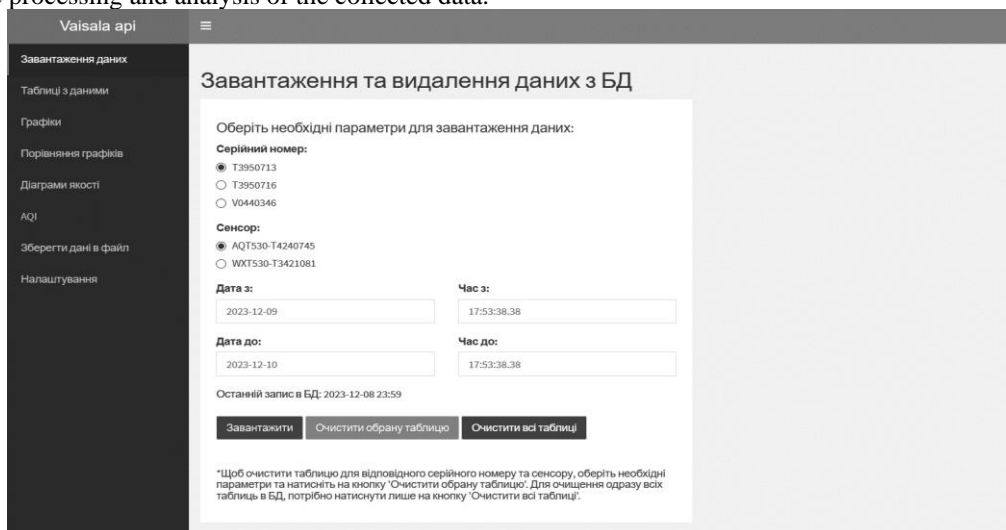 processing and analysis of the collected data.
Vaisala api
Завантаження даних
Таблиці з даними
Графіки
Порівняння графіків
Діаграми якості
AQI
Зберегти дані в файл
Налаштування
Завантаження та видалення даних з БД
Оберіть необхідні параметри для завантаження даних:
Серійний номер:
T3950713
T3950716
V0440346
Сенсор:
AQT530-T4240745
WXT530-T3421081
Дата з: Час з:
2023-12-09 17:53:38.38
Дата до: Час до:
2023-12-10 17:53:38.38
Останній запис в БД: 2023-12-08 23:59
Завантажити Очистити обрану таблицю Очистити всі таблиці
*Щоб очистити таблицю для відповідного серійного номеру та сенсору, оберіть необхідні
параметри та натисніть на кнопку 'Очистити обрану таблицю'. Для очищення одразу всіх
таблиць в БД, потрібно натиснути лише на кнопку 'Очистити всі таблиці'.